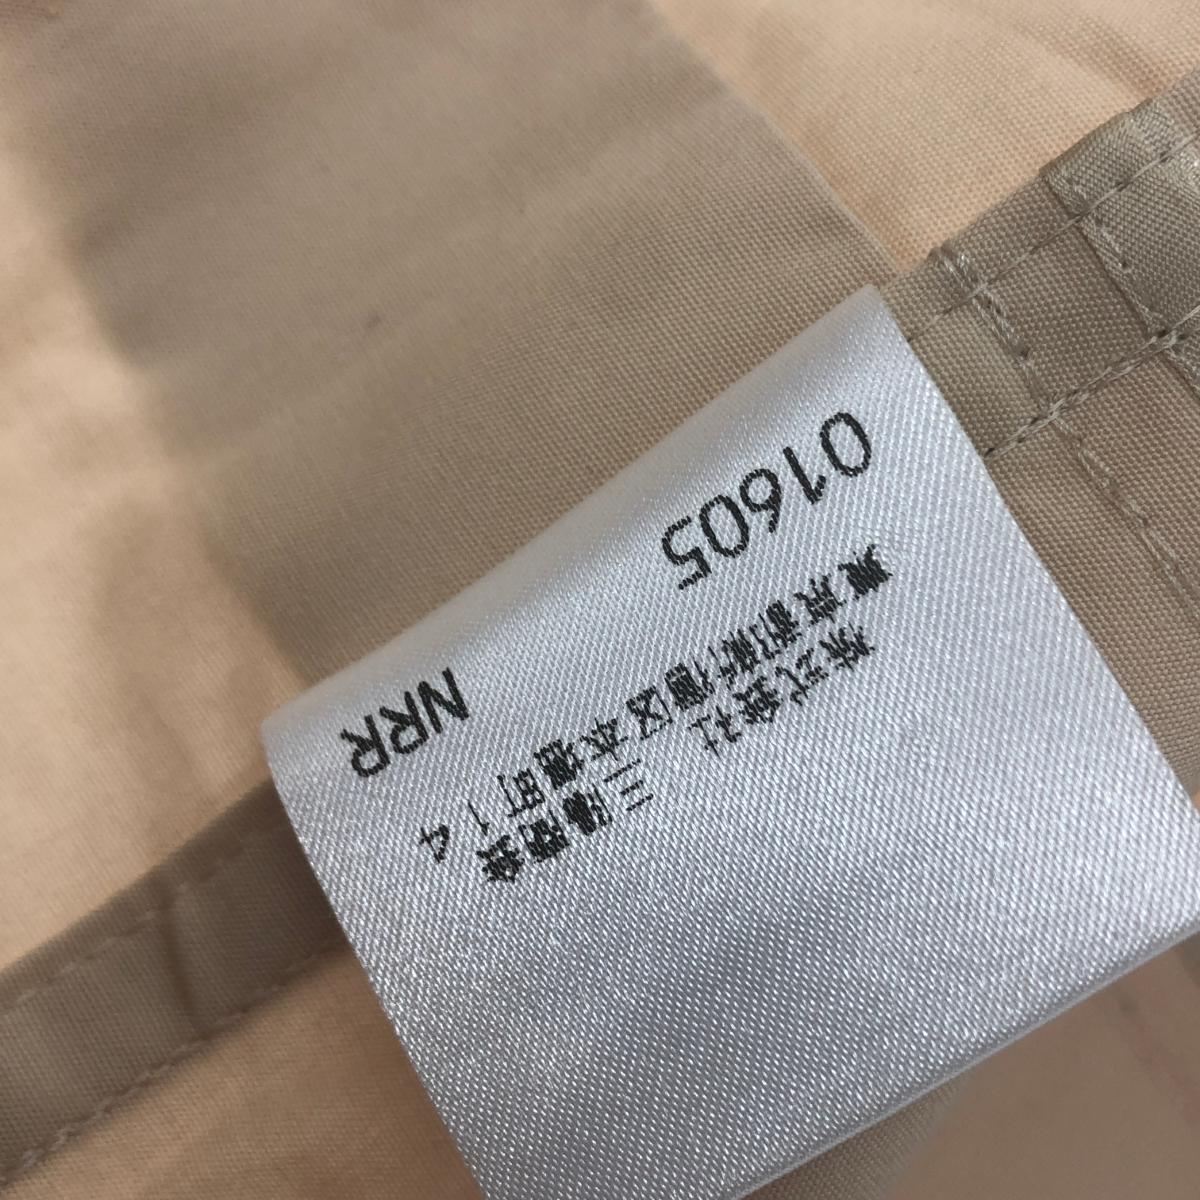 株式会社 三陽商会
東京都新宿区本塩町14
01605 NRR